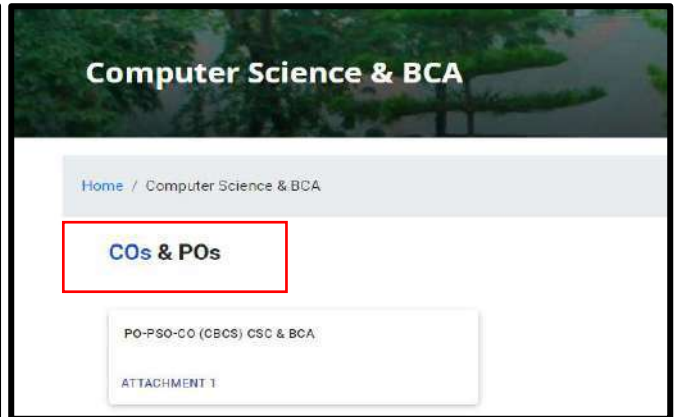 Computer Science & BCA
Home / Computer Science & BCA
COs & POs
PO-PSO-CO (CBCS) CSC & BCA
ATTACHMENT 1